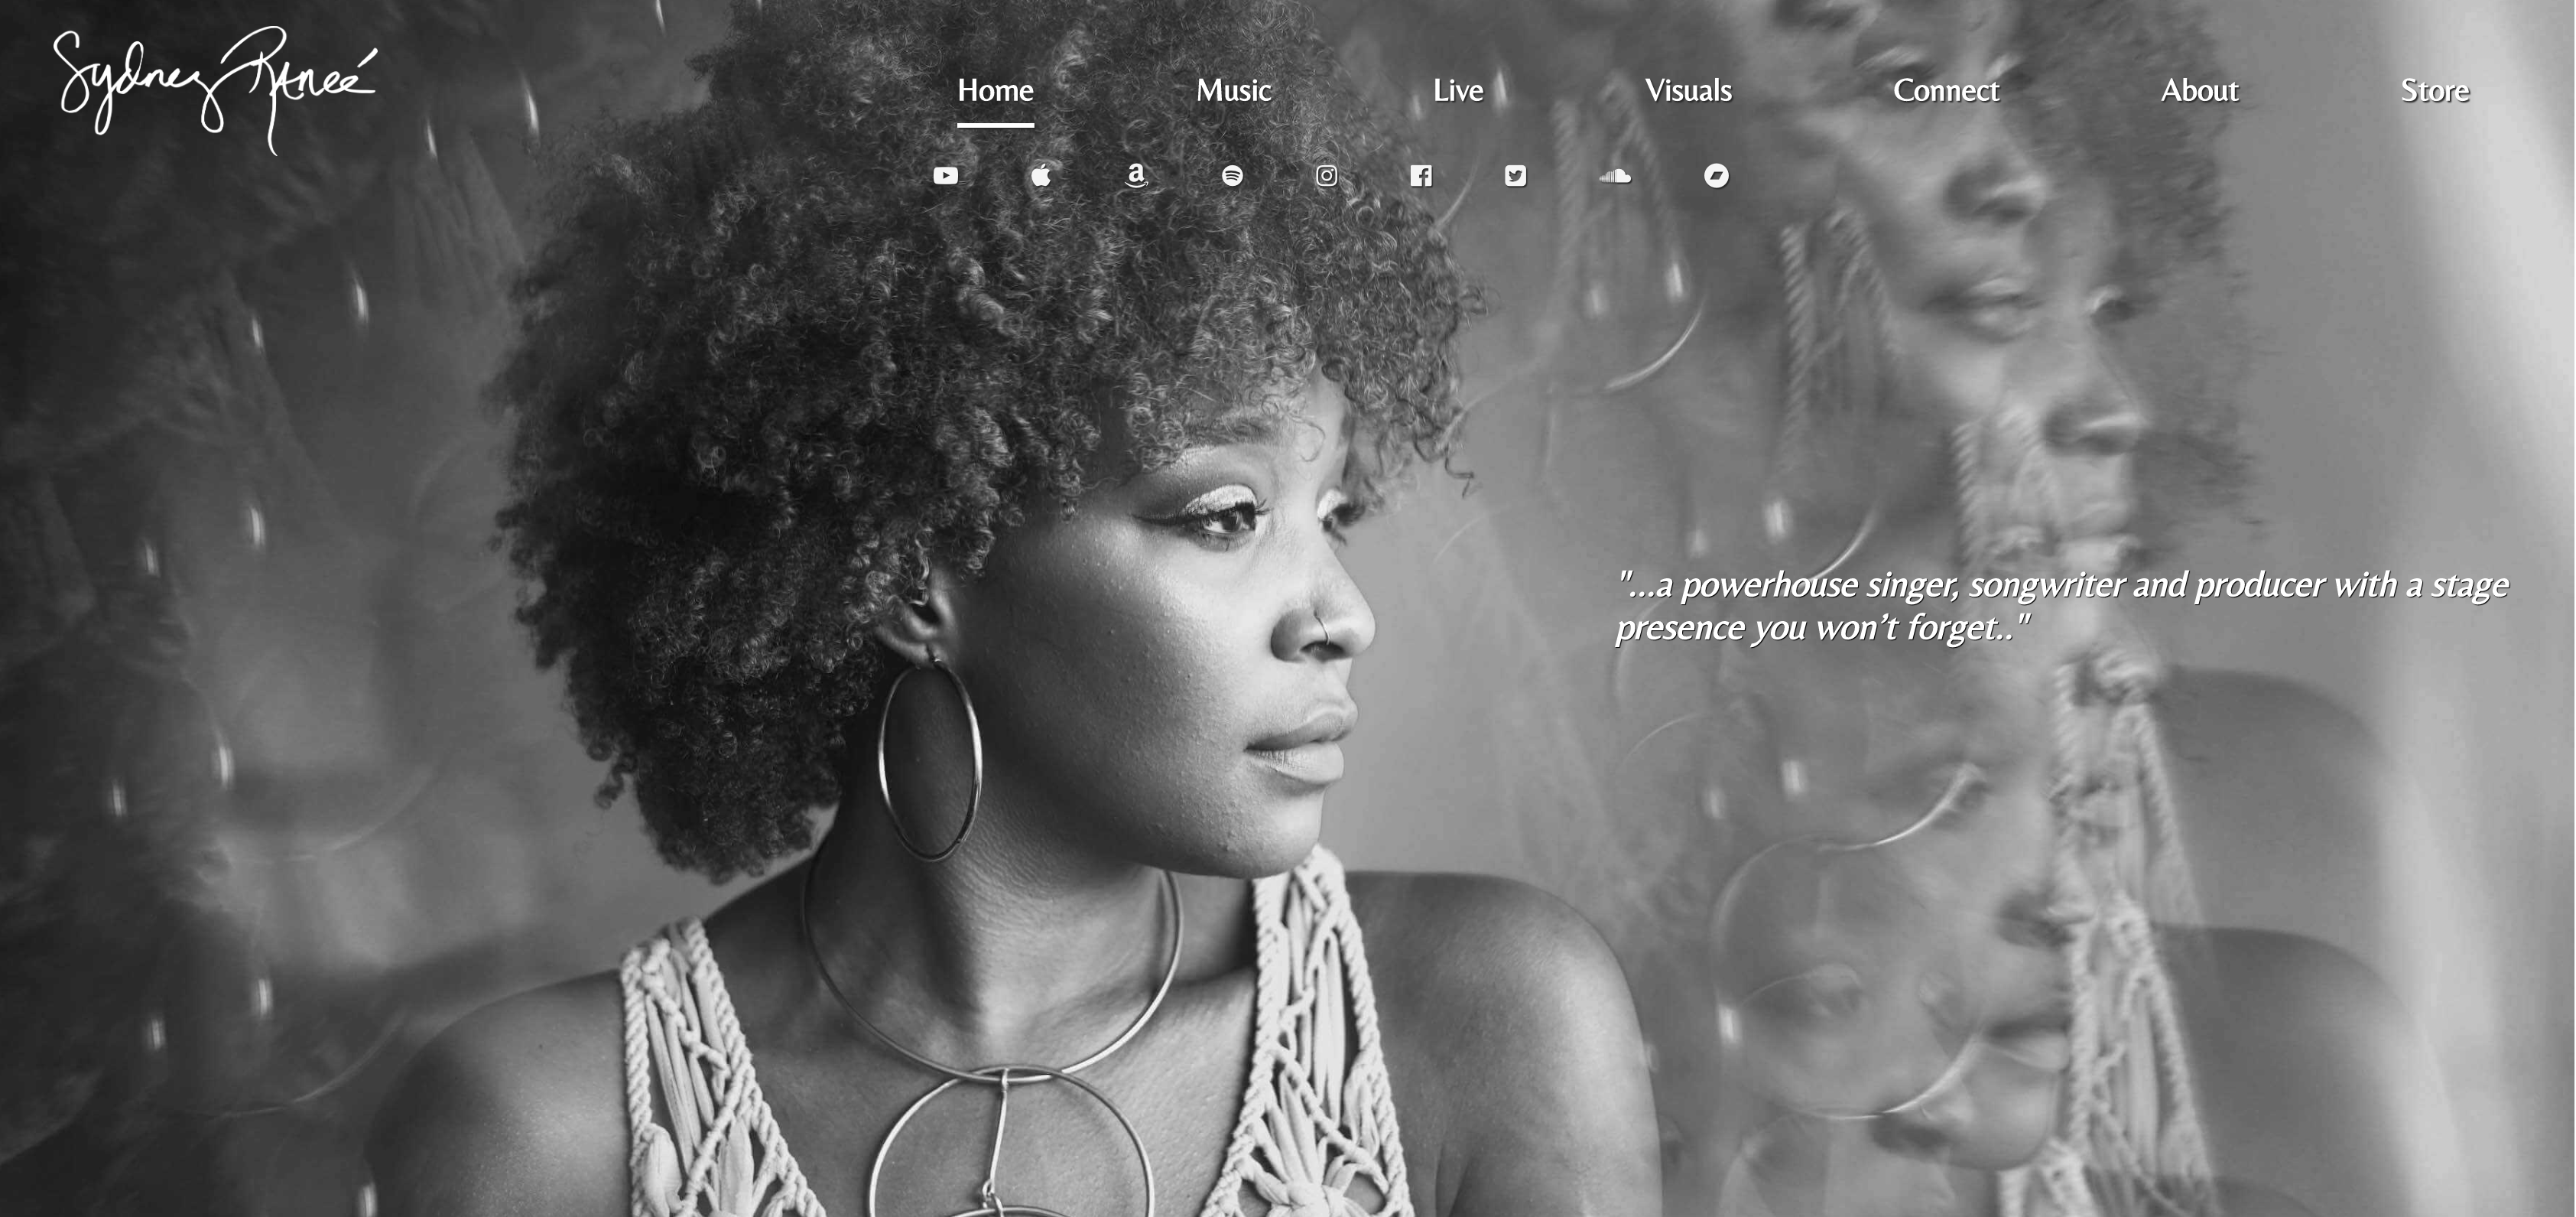 Sydney Raneé
Home Music Live Visuals Connect About Store
"...a powerhouse singer, songwriter and producer with a stage
presence you won’t forget.."